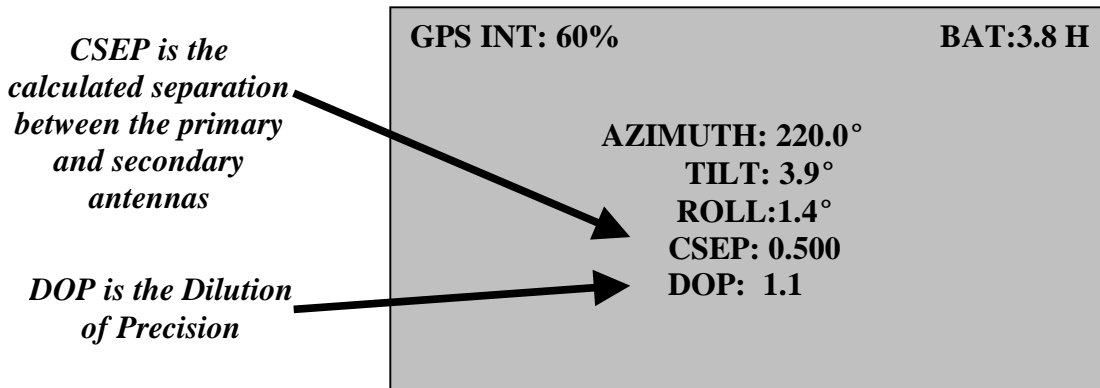 CSEP is the
calculated separation
between the primary
and secondary
antennas
DOP is the Dilution
of Precision
GPS INT: 60%
BAT:3.8 H
AZIMUTH: 220.0°
TILT: 3.9°
ROLL:1.4°
CSEP: 0.500
DOP: 1.1